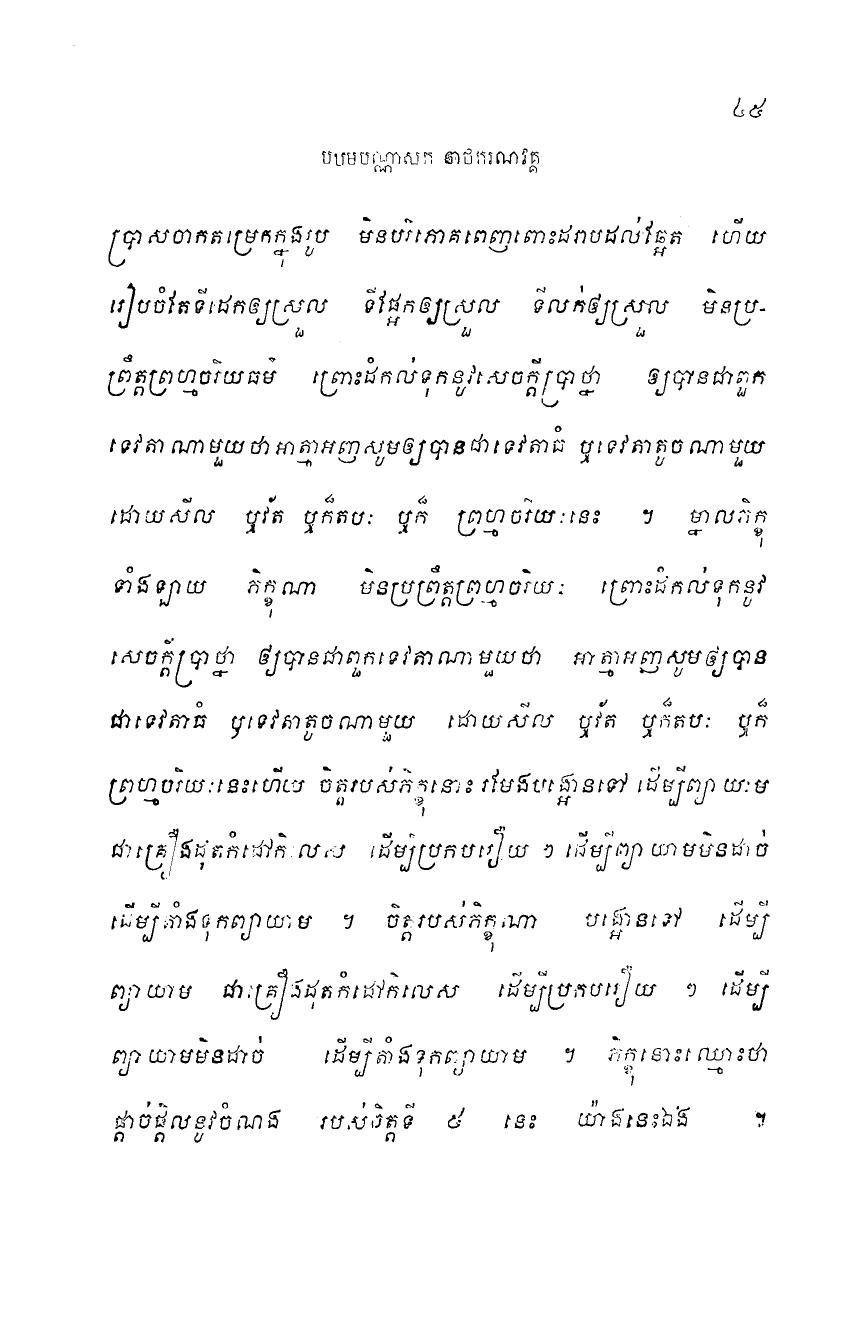 ៤៥
បឋមបណ្ណាសក នាថករណវគ្គ
ប្រាសចាកតម្រេកក្នុងរូប មិនបរិភោគពេញពោះដរាបដល់ឆ្អែត ហើយ
រៀបចំតែទីដេកឲ្យស្រួល ទីផ្អែកឲ្យស្រួល ទីលក់ឲ្យស្រួល មិនប្រ-
ព្រឹត្តព្រហ្មចរិយធម៌ ព្រោះដំកល់ទុកនូវសេចក្តីប្រាថ្នា ឲ្យបានជាពួក
ទេវតាណាមួយថា អាត្មាអញសូមឲ្យបានជាទេវតាធំ ឬទេវតាតូចណាមួយ
ដោយសីល ឬវ័ត ឬក៏តបៈ ឬក៏ ព្រហ្មចរិយៈនេះ ។ ម្នាលភិក្ខុ
ទាំងឡាយ ភិក្ខុណា មិនប្រព្រឹត្តព្រហ្មចរិយៈ ព្រោះដំកល់ទុកនូវ
សេចក្តីប្រាថ្នា ឲ្យបានជាពួកទេវតាណាមួយថា អាត្មាអញសូមឲ្យបាន
ជាទេវតាធំ ឬទេវតាតូចណាមួយ ដោយសីល ឬវ័ត ឬក៏តបៈ ឬក៏
ព្រហ្មចរិយៈនេះហើយ ចិត្តរបស់ភិក្ខុនោះ រមែងបង្អោនទៅ ដើម្បីព្យាយាម
ជាគ្រឿងដុតកំដៅកិលេស ដើម្បីប្រកបរឿយ ៗ ដើម្បីព្យាយាមមិនដាច់
ដើម្បីតាំងទុកព្យាយាម ។ ចិត្តរបស់ភិក្ខុណា បង្អោនទៅ ដើម្បី
ព្យាយាម ជាគ្រឿងដុតកំដៅកិលេស ដើម្បីប្រកបរឿយ ៗ ដើម្បី
ព្យាយាមមិនដាច់ ដើម្បីតាំងទុកព្យាយាម ។ ភិក្ខុនោះឈ្មោះថា
ផ្តាច់ផ្តិលនូវចំណង របស់ចិត្តទី ៥ នេះ យ៉ាងនេះឯង ។